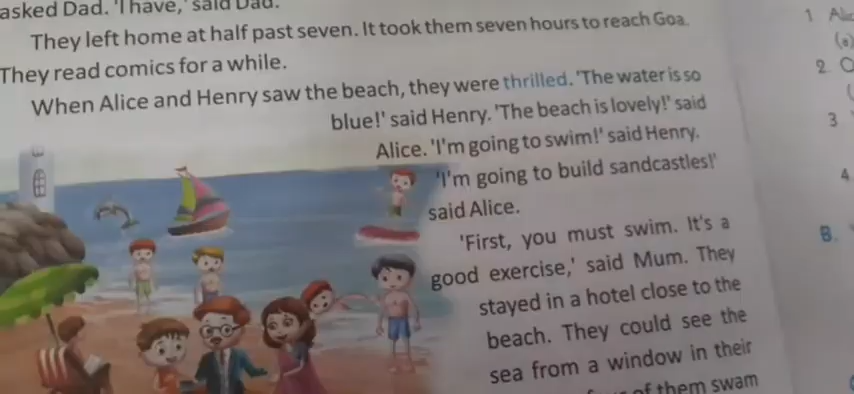 asked Dad. 'I have,' said Dad.
They left home at half past seven. It took them seven hours to reach Goa.
They read comics for a while.
When Alice and Henry saw the beach, they were thrilled. 'The water is so
blue!' said Henry. 'The beach is lovely!' said
Alice. 'I'm going to swim!' said Henry.
'I'm going to build sandcastles!'
said Alice.
'First, you must swim. It's a
good exercise,' said Mum. They
stayed in a hotel close to the
beach. They could see the
sea from a window in their
of them swam
1
2
3
4
B.